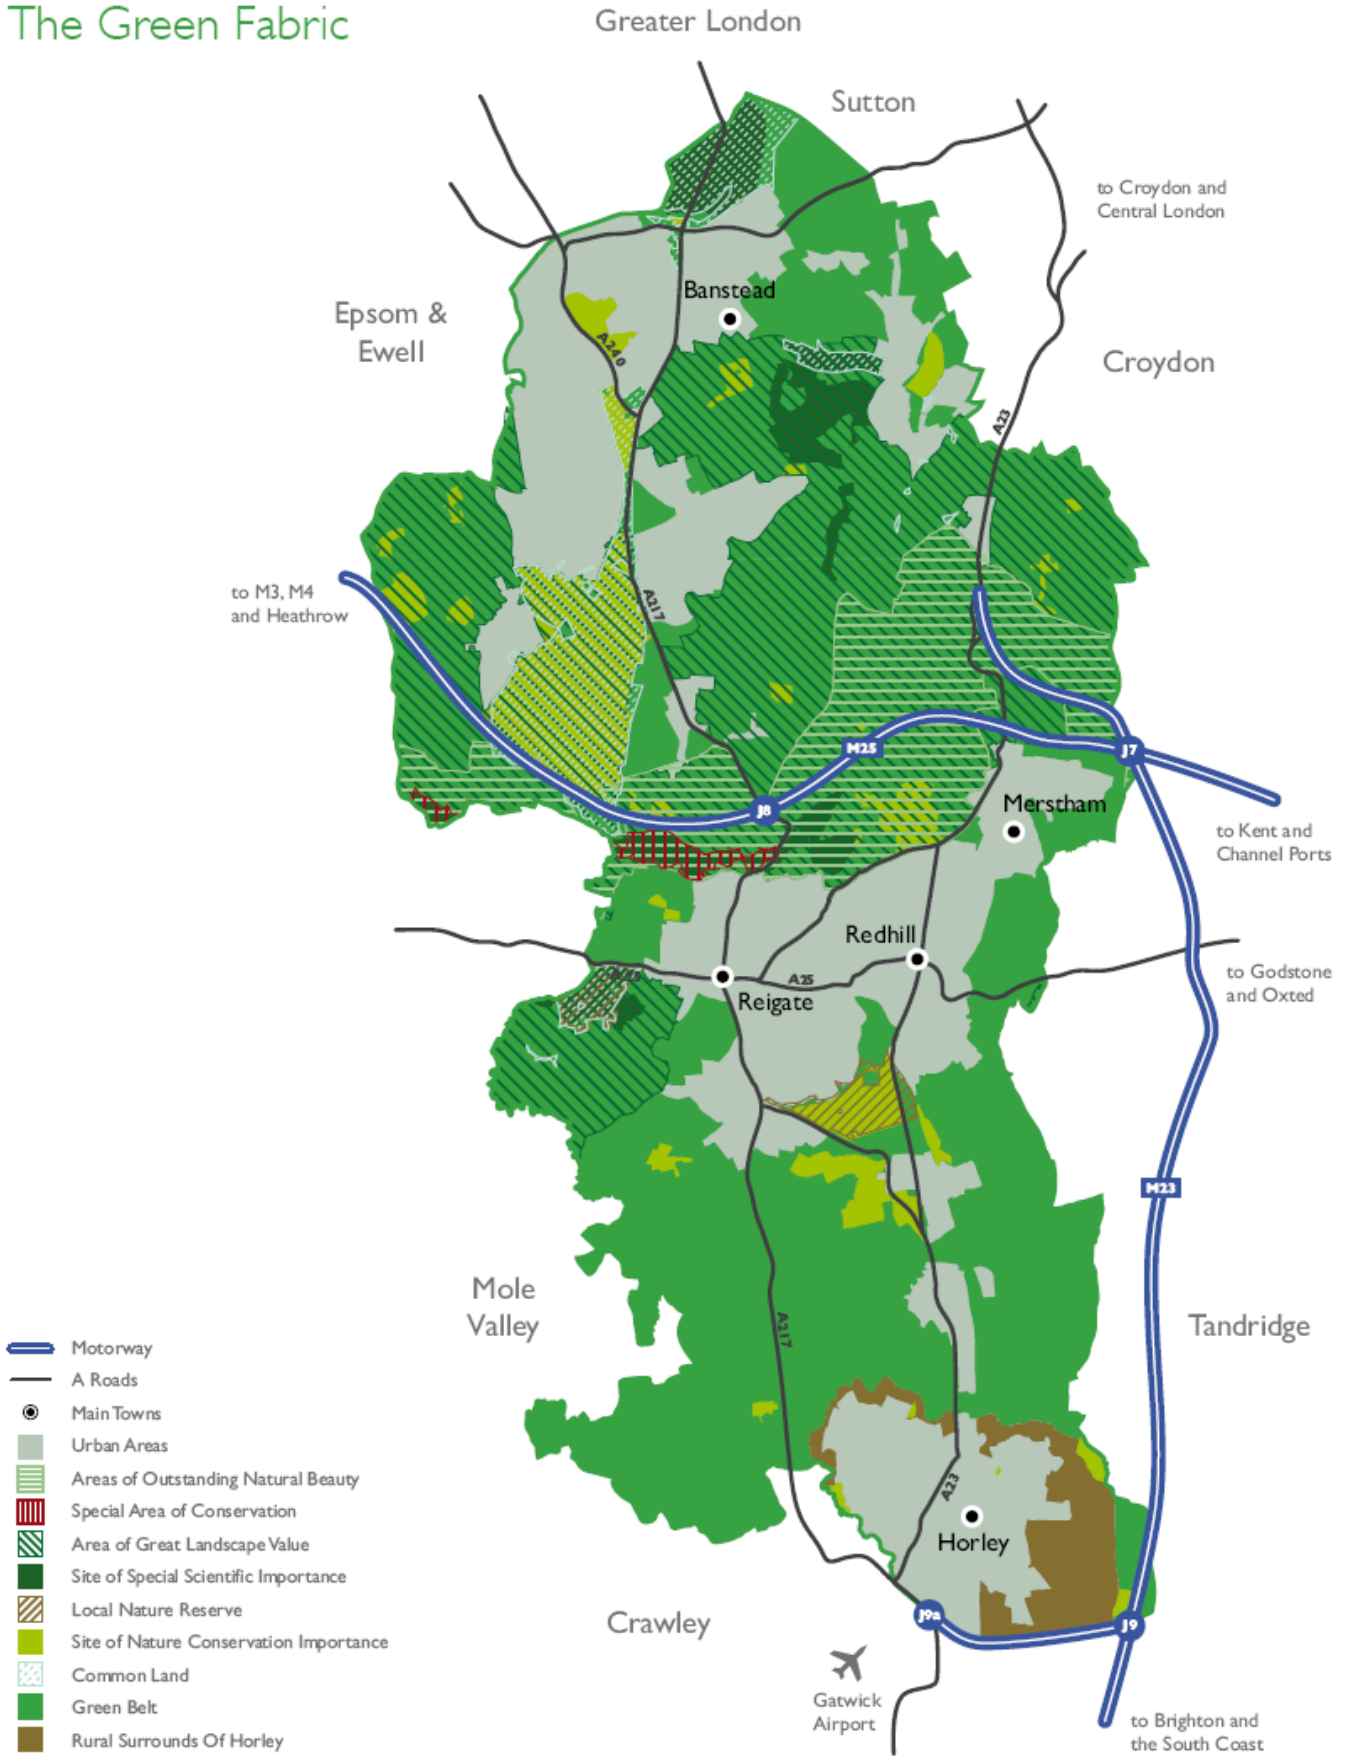 The Green Fabric
Greater London
Sutton
to Croydon and
Central London
Banstead
Epsom &
Ewell
A240
Croydon
A23
to M3, M4
and Heathrow
A217
M25
J7
J8
Merstham
to Kent and
Channel Ports
Redhill
A25
A25
Reigate
to Godstone
and Oxted
M23
Mole
Valley
A217
Tandridge
Motorway
A Roads
Main Towns
Urban Areas
Areas of Outstanding Natural Beauty
Special Area of Conservation
Area of Great Landscape Value
Site of Special Scientific Importance
Local Nature Reserve
Site of Nature Conservation Importance
Common Land
Green Belt
Rural Surrounds Of Horley
A23
Horley
Crawley
J9a
J9
Gatwick
Airport
to Brighton and
the South Coast